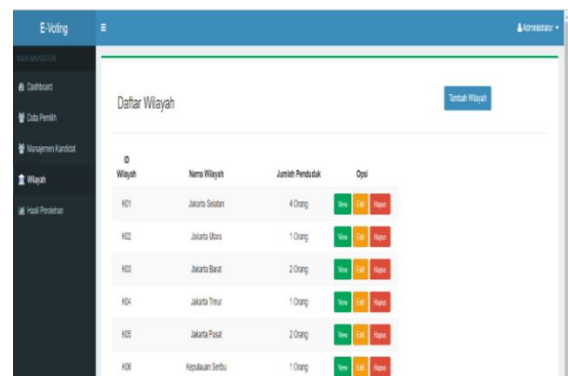 E-Voting
Administrator
MAIN NAVIGATION
Dashboard
Data Pemilih
Manajemen Kandidat
Wilayah
Hasil Perolehan
Daftar Wilayah
Tambah Wilayah
ID Wilayah Nama Wilayah Jumlah Penduduk Opsi
K01 Jakarta Selatan 4 Orang View Edit Hapus
K02 Jakarta Utara 1 Orang View Edit Hapus
K03 Jakarta Barat 2 Orang View Edit Hapus
K04 Jakarta Timur 1 Orang View Edit Hapus
K05 Jakarta Pusat 2 Orang View Edit Hapus
K06 Kepulauan Seribu 1 Orang View Edit Hapus